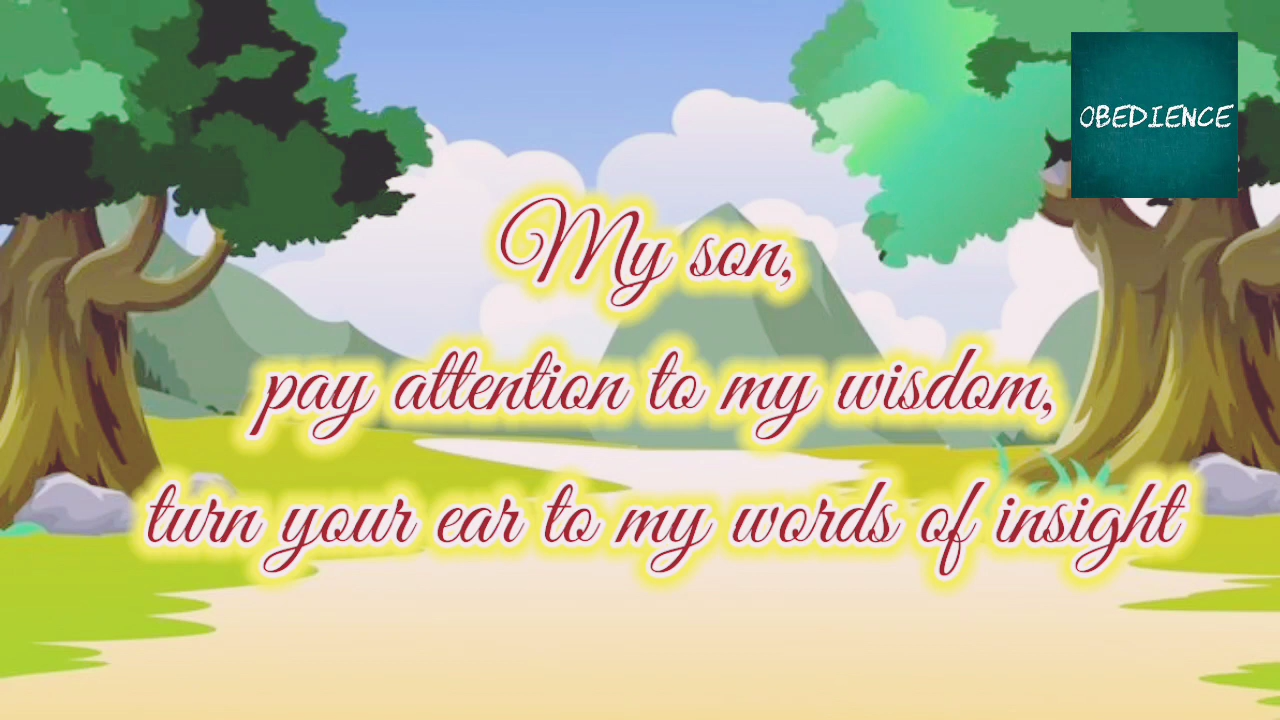 OBEDIENCE
My son,
pay attention to my wisdom,
turn your ear to my words of insight